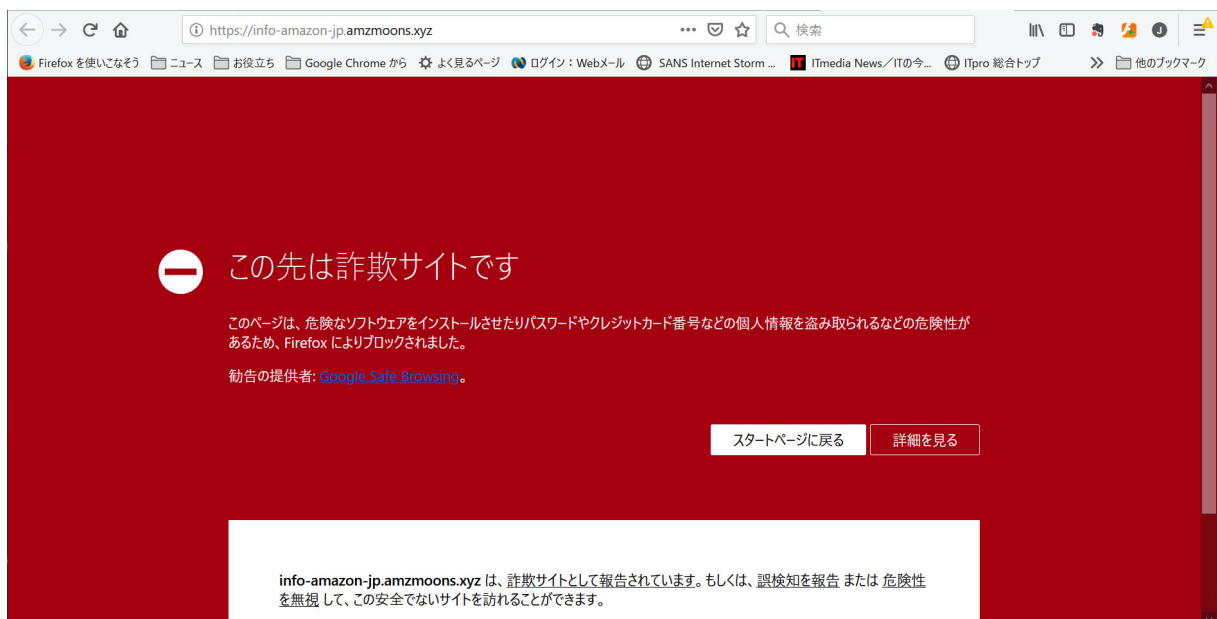 https://info-amazon-jp.amzmoons.xyz
検索
Firefox を使いこなそう ニュース お役立ち Google Chrome から よく見るページ ログイン：Webメール SANS Internet Storm ... ITmedia News／ITの今... ITpro 総合トップ 他のブックマーク
この先は詐欺サイトです
このページは、危険なソフトウェアをインストールさせたりパスワードやクレジットカード番号などの個人情報を盗み取られるなどの危険性が
あるため、Firefox によりブロックされました。
勧告の提供者: Google Safe Browsing。
スタートページに戻る 詳細を見る
info-amazon-jp.amzmoons.xyz は、詐欺サイトとして報告されています。もしくは、誤検知を報告 または 危険性
を無視 して、この安全でないサイトを訪れることができます。